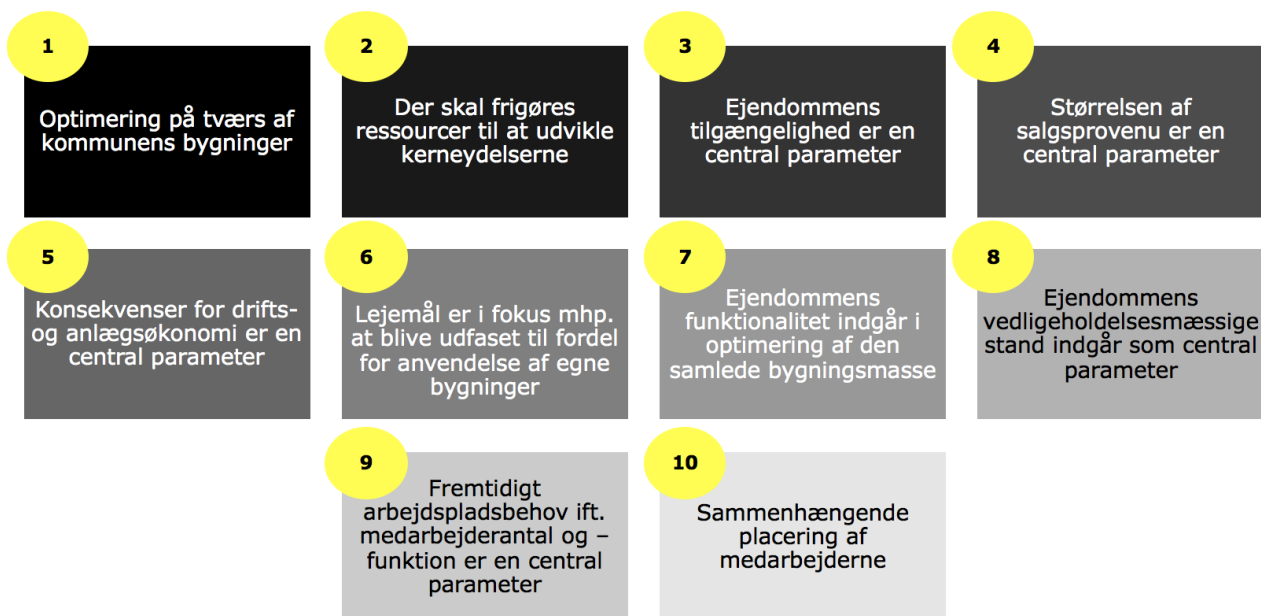 1
Optimering på tværs af
kommunens bygninger
2
Der skal frigøres
ressourcer til at udvikle
kerneydelserne
3
Ejendommens
tilgængelighed er en
central parameter
4
Størrelsen af
salgsprovenu er en
central parameter
5
Konsekvenser for drifts-
og anlægsøkonomi er en
central parameter
6
Lejemål er i fokus mhp.
at blive udfaset til fordel
for anvendelse af egne
bygninger
7
Ejendommens
funktionalitet indgår i
optimering af den
samlede bygningsmasse
8
Ejendommens
vedligeholdelsesmæssige
stand indgår som central
parameter
9
Fremtidigt
arbejdspladsbehov ift.
medarbejderantal og –
funktion er en central
parameter
10
Sammenhængende
placering af
medarbejderne